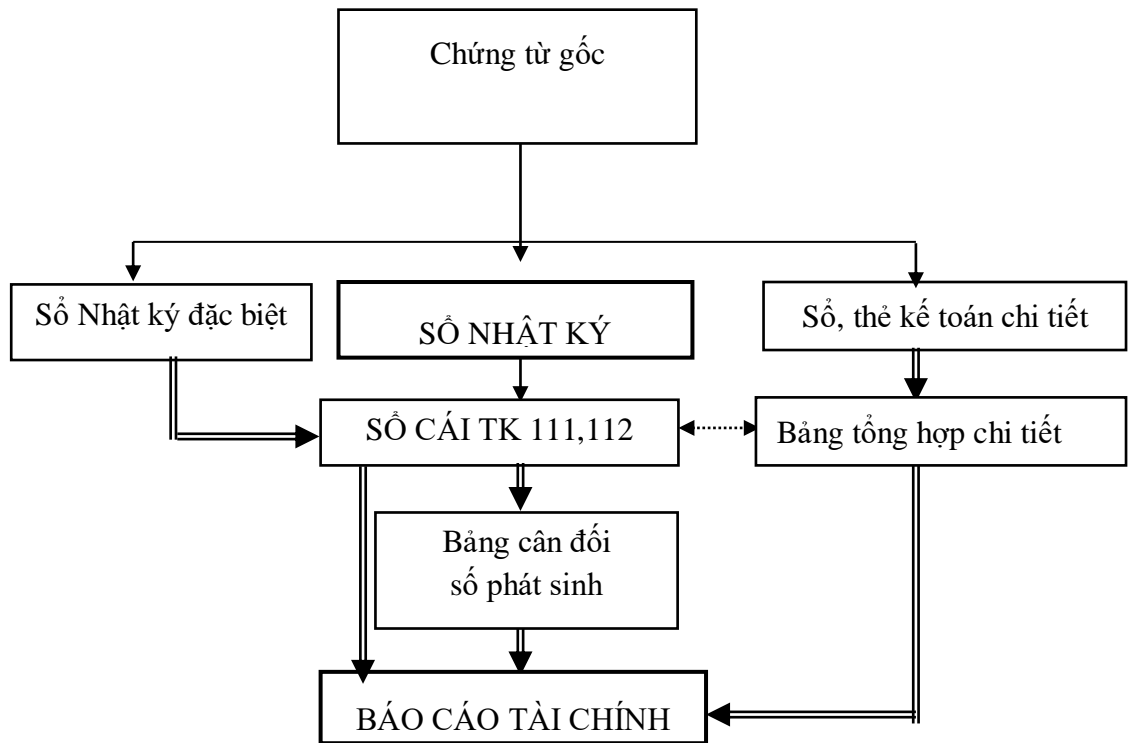 Chứng từ gốc
Sổ Nhật ký đặc biệt
SỔ NHẬT KÝ
Sổ, thẻ kế toán chi tiết
SỔ CÁI TK 111,112
Bảng tổng hợp chi tiết
Bảng cân đối
số phát sinh
BÁO CÁO TÀI CHÍNH